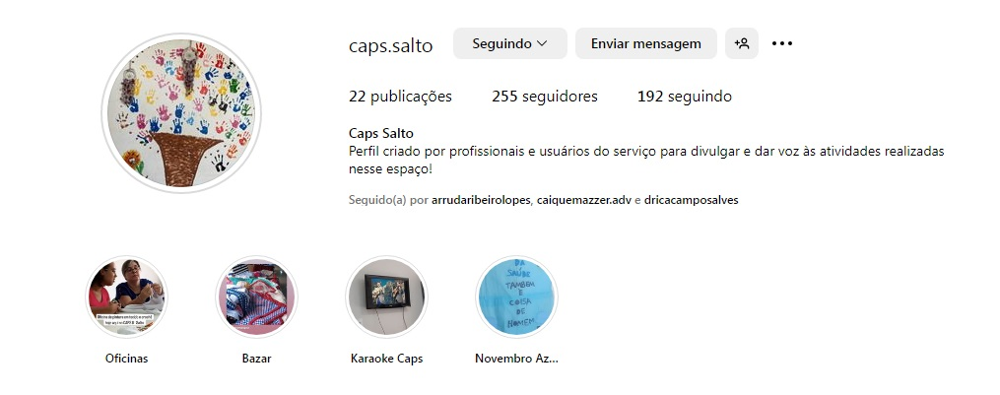 caps.salto Seguindo Enviar mensagem
22 publicações 255 seguidores 192 seguindo
Caps Salto
Perfil criado por profissionais e usuários do serviço para divulgar e dar voz às atividades realizadas
nesse espaço!
Seguido(a) por arrudaribeirolopes, caiquemazzer.adv e dricacamposalves
DA
SAÚDE
TAMBÉM
É
COISA
DE
HOMEM
Oficinas Bazar Karaoke Caps Novembro Az...